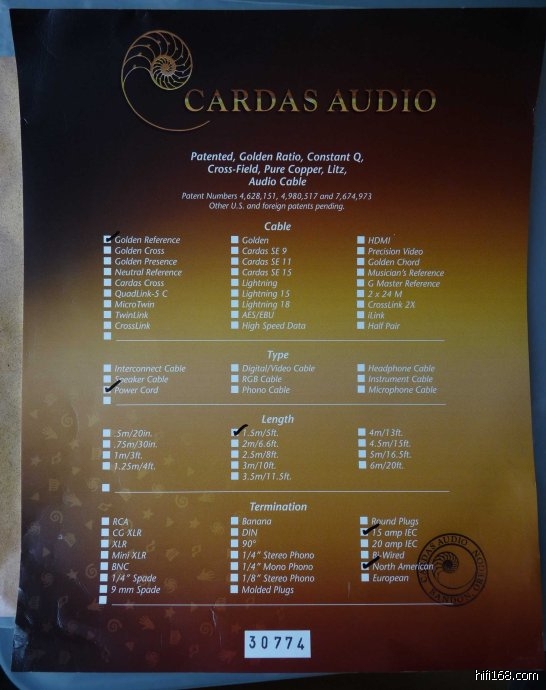 CARDAS AUDIO
Patented, Golden Ratio, Constant Q,
Cross-Field, Pure Copper, Litz,
Audio Cable
Patent Numbers 4,628,151, 4,980,517 and 7,674,973
Other U.S. and foreign patents pending.
Cable
Golden Reference Golden HDMI
Golden Cross Cardas SE 9 Precision Video
Golden Presence Cardas SE 11 Golden Chord
Neutral Reference Cardas SE 15 Musician's Reference
Cardas Cross Lightning G Master Reference
QuadLink-5 C Lightning 15 2 x 24 M
MicroTwin Lightning 18 CrossLink 2X
TwinLink AES/EBU iLink
CrossLink High Speed Data Half Pair
Type
Interconnect Cable Digital/Video Cable Headphone Cable
Speaker Cable RGB Cable Instrument Cable
Power Cord Phono Cable Microphone Cable
Length
.5m/20in. 1.5m/5ft. 4m/13ft.
.75m/30in. 2m/6.6ft. 4.5m/15ft.
1m/3ft. 2.5m/8ft. 5m/16.5ft.
1.25m/4ft. 3m/10ft. 6m/20ft.
3.5m/11.5ft.
Termination
RCA Banana Round Plugs
CG XLR DIN 15 amp IEC
XLR 90° 20 amp IEC
Mini XLR 1/4" Stereo Phono Bi-Wired
BNC 1/4" Mono Phono North American
1/4" Spade 1/8" Stereo Phono European
9 mm Spade Molded Plugs
CARDAS AUDIO
BANDON, OREGON
30774
hifi168.com